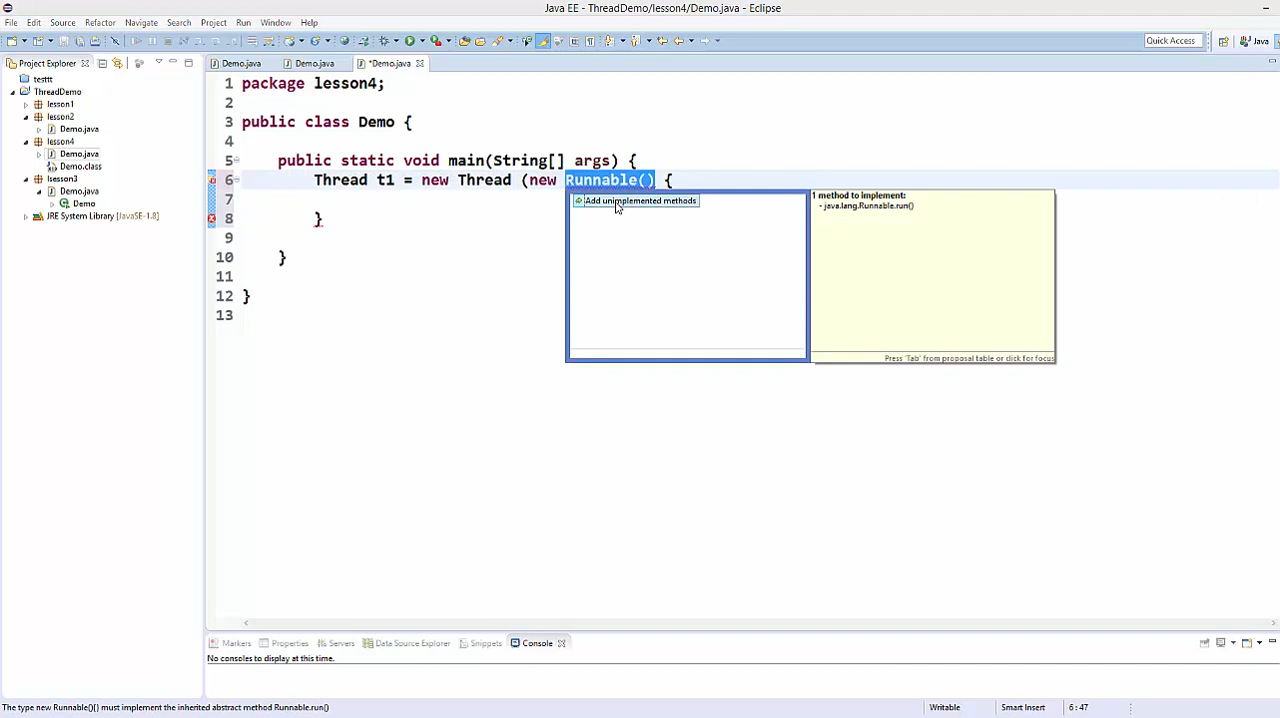 Java EE - ThreadDemo/lesson4/Demo.java - Eclipse
File Edit Source Refactor Navigate Search Project Run Window Help
Quick Access Java
Project Explorer
Demo.java Demo.java *Demo.java
testtt
ThreadDemo
lesson1
lesson2
Demo.java
lesson4
Demo.java
Demo.class
lsesson3
Demo.java
Demo
JRE System Library [JavaSE-1.8]
1 package lesson4;
2
3 public class Demo {
4
5 public static void main(String[] args) {
6 Thread t1 = new Thread (new Runnable() {
7
8 }
9
10 }
11
12 }
13
Add unimplemented methods
1 method to implement:
- java.lang.Runnable.run()
Press 'Tab' from proposal table or click for focus
Markers Properties Servers Data Source Explorer Snippets Console
No consoles to display at this time.
The type new Runnable(){} must implement the inherited abstract method Runnable.run() Writable Smart Insert 6:47